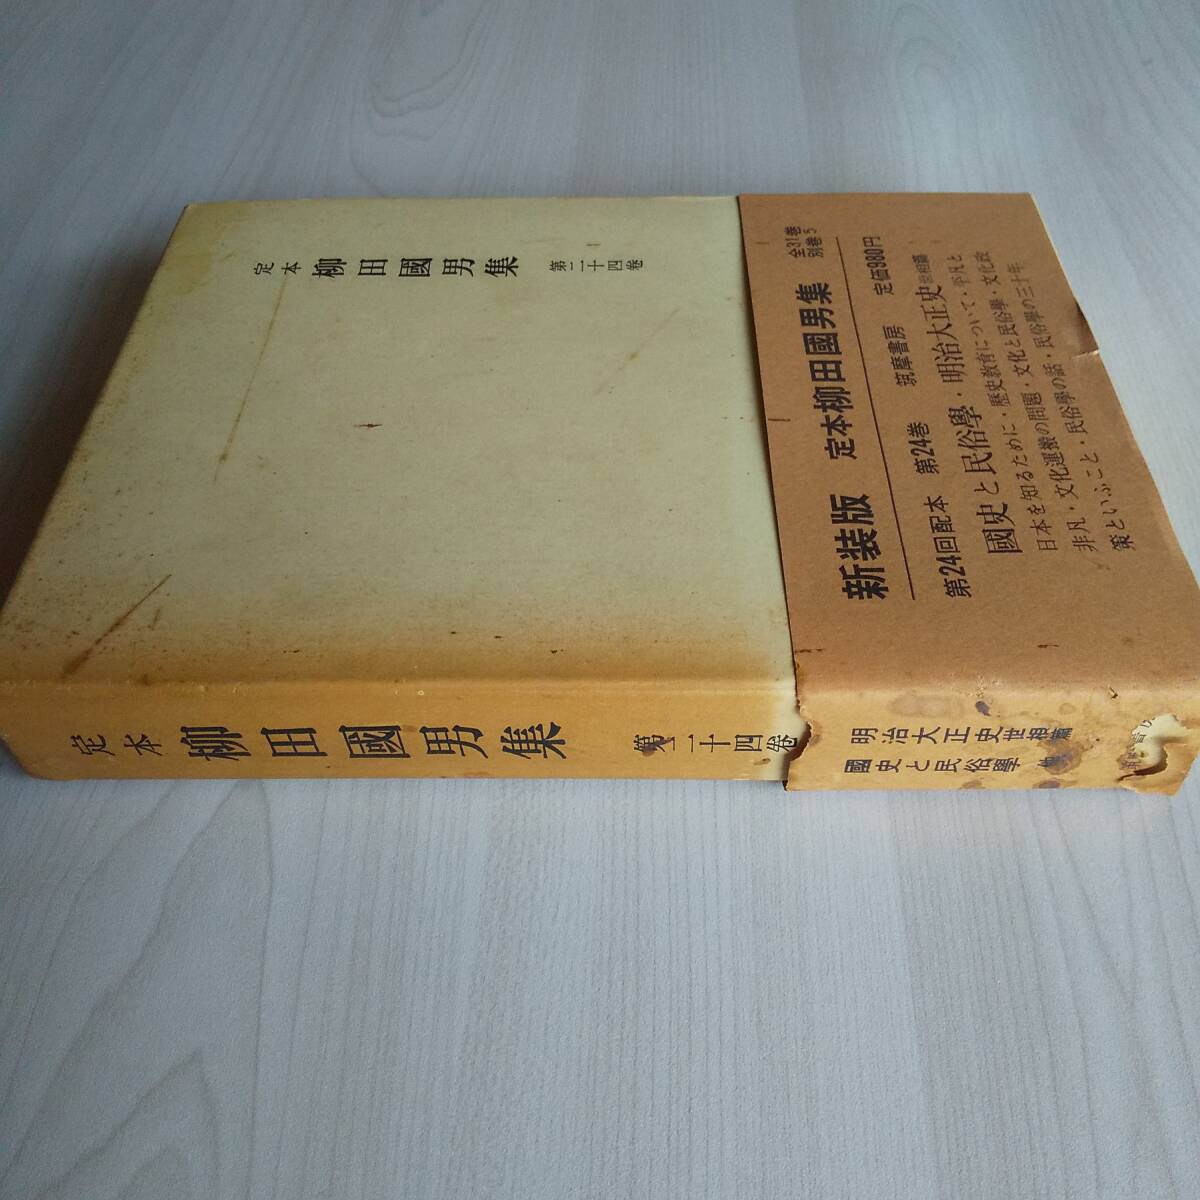 定本 柳田國男集 第二十四巻
新装版 定本柳田國男集 全31巻 別巻5
第24回配本 第24巻 筑摩書房 定価980円
國史と民俗學・明治大正史世相篇
日本を知るために・歴史教育について・平凡と
非凡・文化運搬の問題・文化と民俗學・文化政
策といふこと・民俗學の話・民俗學の三十年
定本 柳田國男集 第二十四巻
明治大正史世相篇
國史と民俗學 他